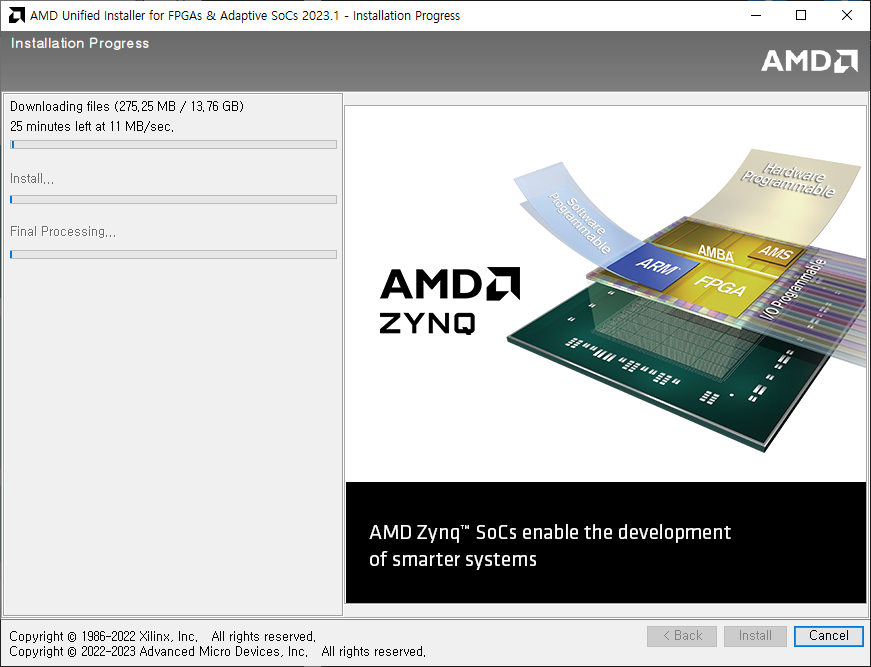 AMD Unified Installer for FPGAs & Adaptive SoCs 2023.1 - Installation Progress
Installation Progress
AMD
Downloading files (275,25 MB / 13,76 GB)
25 minutes left at 11 MB/sec,
Install,,,
Final Processing,,,
Hardware
Programmable
Software
Programmable
AMBA
AMS
ARM
FPGA
I/O Programmable
AMD
ZYNQ
AMD Zynq™ SoCs enable the development
of smarter systems
Copyright © 1986-2022 Xilinx, Inc, All rights reserved,
Copyright © 2022-2023 Advanced Micro Devices, Inc, All rights reserved,
< Back
Install
Cancel